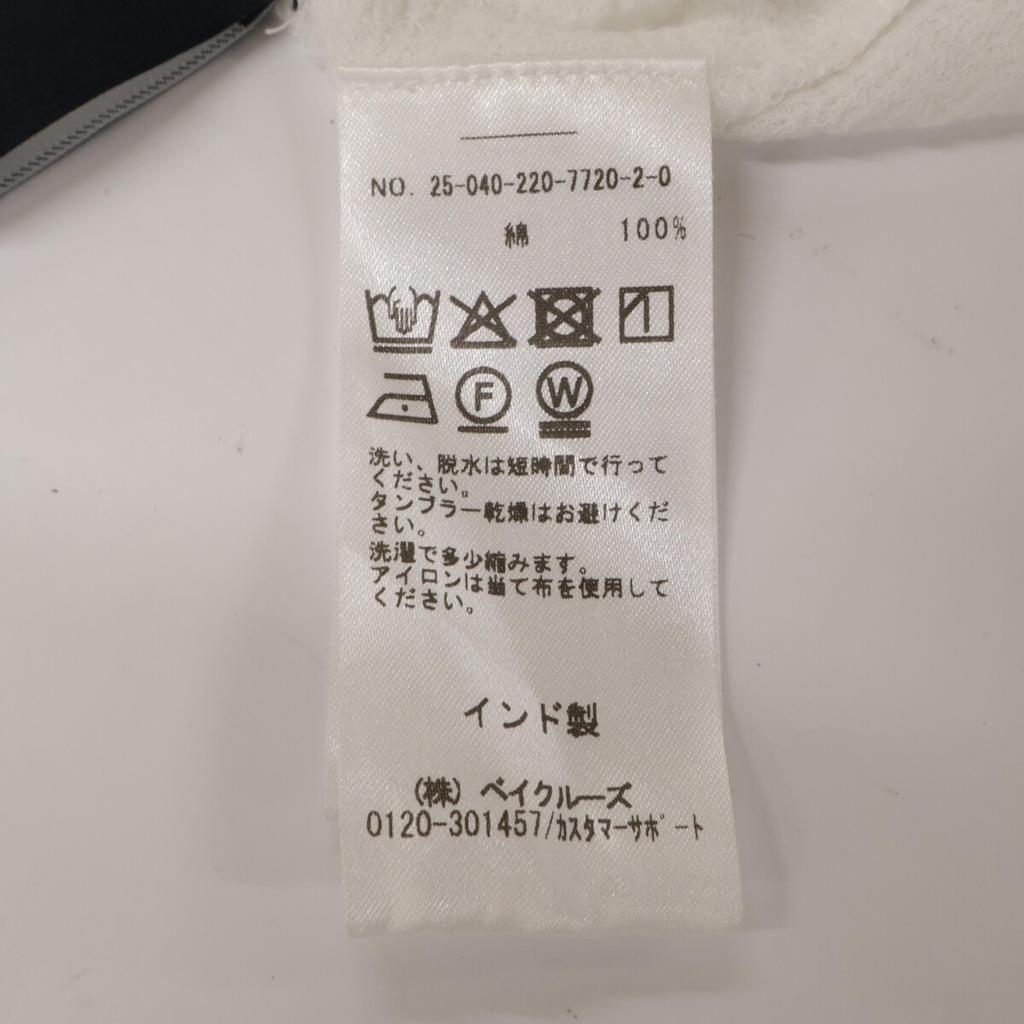 NO. 25-040-220-7720-2-0
綿 100%
F W
洗い、脱水は短時間で行って
ください。
タンブラー乾燥はお避けくだ
さい。
洗濯で多少縮みます。
アイロンは当て布を使用して
ください。
インド製
(株) ベイクルーズ
0120-301457/カスタマーサポート